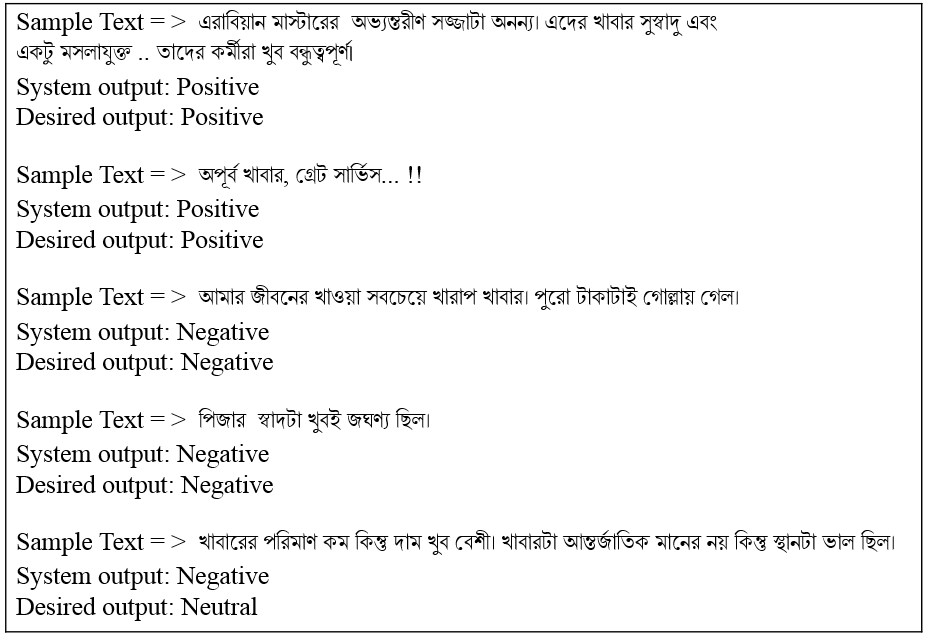 Sample Text = > এরাবিয়ান মাস্টারের অভ্যন্তরীণ সজ্জাটা অনন্য। এদের খাবার সুস্বাদু এবং
একটু মসলাযুক্ত .. তাদের কর্মীরা খুব বন্ধুত্বপূর্ণ|
System output: Positive
Desired output: Positive
Sample Text = > অপূর্ব খাবার, গ্রেট সার্ভিস... !!
System output: Positive
Desired output: Positive
Sample Text = > আমার জীবনের খাওয়া সবচেয়ে খারাপ খাবার। পুরো টাকাটাই গোল্লায় গেল।
System output: Negative
Desired output: Negative
Sample Text = > পিজার স্বাদটা খুবই জঘণ্য ছিল।
System output: Negative
Desired output: Negative
Sample Text = > খাবারের পরিমাণ কম কিন্তু দাম খুব বেশী। খাবারটা আন্তর্জাতিক মানের নয় কিন্তু স্থানটা ভাল ছিল।
System output: Negative
Desired output: Neutral